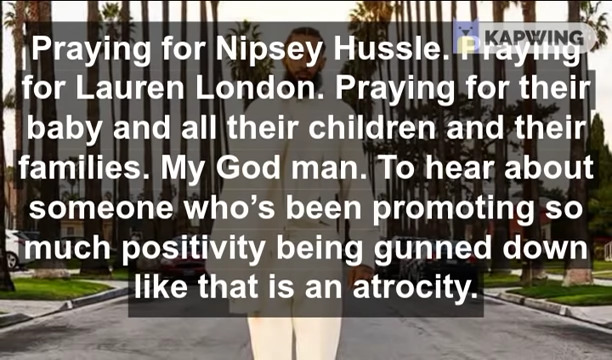 KAPWING
Praying for Nipsey Hussle. Praying
for Lauren London. Praying for their
baby and all their children and their
families. My God man. To hear about
someone who’s been promoting so
much positivity being gunned down
like that is an atrocity.